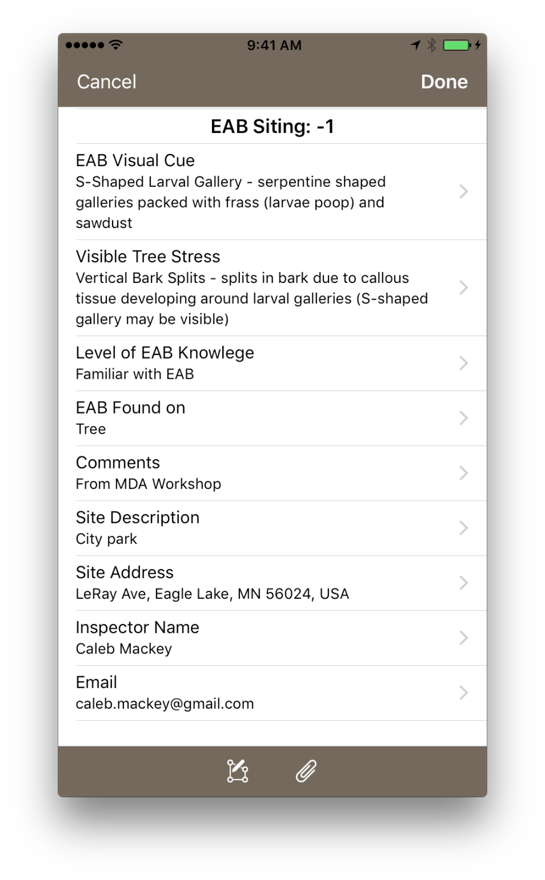 9:41 AM
Cancel
Done
EAB Siting: -1
EAB Visual Cue
S-Shaped Larval Gallery - serpentine shaped
galleries packed with frass (larvae poop) and
sawdust
Visible Tree Stress
Vertical Bark Splits - splits in bark due to callous
tissue developing around larval galleries (S-shaped
gallery may be visible)
Level of EAB Knowlege
Familiar with EAB
EAB Found on
Tree
Comments
From MDA Workshop
Site Description
City park
Site Address
LeRay Ave, Eagle Lake, MN 56024, USA
Inspector Name
Caleb Mackey
Email
caleb.mackey@gmail.com